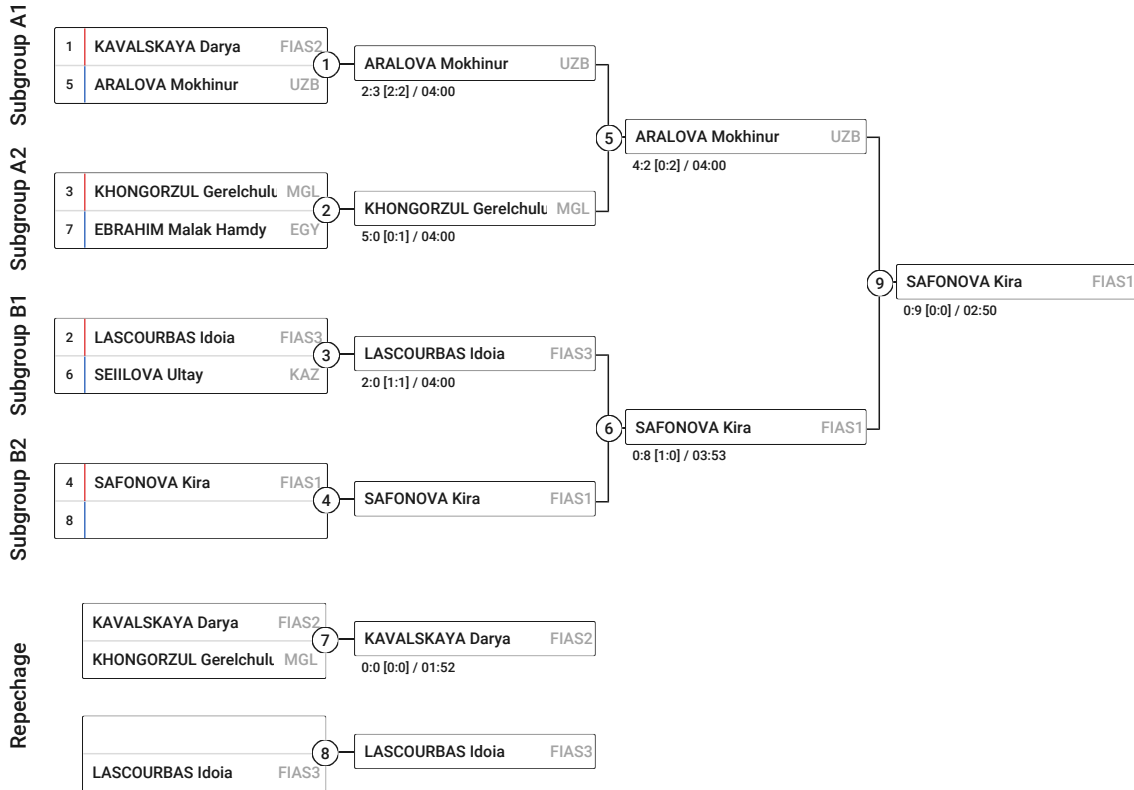 Subgroup A1
1 KAVALSKAYA Darya FIAS2
5 ARALOVA Mokhinur UZB
1
ARALOVA Mokhinur UZB
2:3 [2:2] / 04:00
Subgroup A2
3 KHONGORZUL Gerelchulu MGL
7 EBRAHIM Malak Hamdy EGY
2
KHONGORZUL Gerelchulu MGL
5:0 [0:1] / 04:00
5
ARALOVA Mokhinur UZB
4:2 [0:2] / 04:00
Subgroup B1
2 LASCOURBAS Idoia FIAS3
6 SEIILOVA Ultay KAZ
3
LASCOURBAS Idoia FIAS3
2:0 [1:1] / 04:00
Subgroup B2
4 SAFONOVA Kira FIAS1
8
4
SAFONOVA Kira FIAS1
6
SAFONOVA Kira FIAS1
0:8 [1:0] / 03:53
9
SAFONOVA Kira FIAS1
0:9 [0:0] / 02:50
Repechage
KAVALSKAYA Darya FIAS2
KHONGORZUL Gerelchulu MGL
7
KAVALSKAYA Darya FIAS2
0:0 [0:0] / 01:52
LASCOURBAS Idoia FIAS3
8
LASCOURBAS Idoia FIAS3